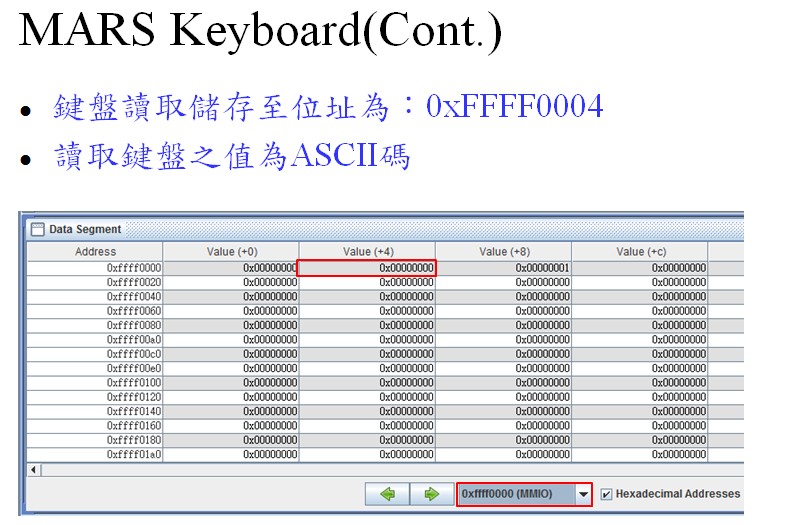 MARS Keyboard(Cont.)
• 鍵盤讀取儲存至位址為：0xFFFF0004
• 讀取鍵盤之值為ASCII碼
Data Segment
Address Value (+0) Value (+4) Value (+8) Value (+c)
0xffff0000 0x00000000 0x00000000 0x00000001 0x00000000
0xffff0020 0x00000000 0x00000000 0x00000000 0x00000000
0xffff0040 0x00000000 0x00000000 0x00000000 0x00000000
0xffff0060 0x00000000 0x00000000 0x00000000 0x00000000
0xffff0080 0x00000000 0x00000000 0x00000000 0x00000000
0xffff00a0 0x00000000 0x00000000 0x00000000 0x00000000
0xffff00c0 0x00000000 0x00000000 0x00000000 0x00000000
0xffff00e0 0x00000000 0x00000000 0x00000000 0x00000000
0xffff0100 0x00000000 0x00000000 0x00000000 0x00000000
0xffff0120 0x00000000 0x00000000 0x00000000 0x00000000
0xffff0140 0x00000000 0x00000000 0x00000000 0x00000000
0xffff0160 0x00000000 0x00000000 0x00000000 0x00000000
0xffff0180 0x00000000 0x00000000 0x00000000 0x00000000
0xffff01a0 0x00000000 0x00000000 0x00000000 0x00000000
0xffff0000 (MMIO) Hexadecimal Addresses